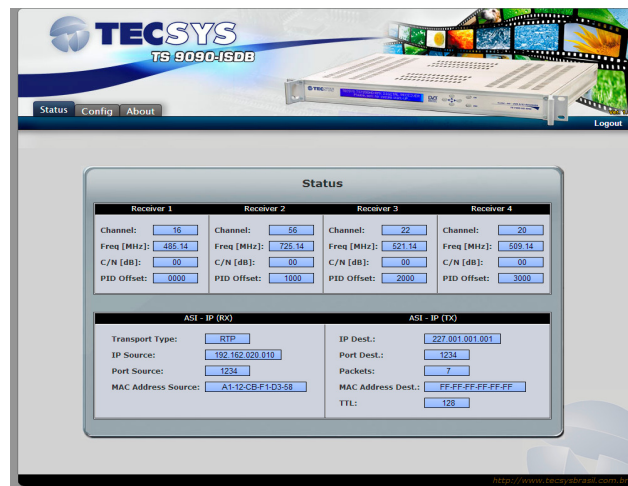 TECSYS
TS 9090-ISDB
Status Config About
Logout
Status
Receiver 1 Receiver 2 Receiver 3 Receiver 4
Channel: 16 Channel: 56 Channel: 22 Channel: 20
Freq [MHz]: 485.14 Freq [MHz]: 725.14 Freq [MHz]: 521.14 Freq [MHz]: 509.14
C/N [dB]: 00 C/N [dB]: 00 C/N [dB]: 00 C/N [dB]: 00
PID Offset: 0000 PID Offset: 1000 PID Offset: 2000 PID Offset: 3000
ASI - IP (RX) ASI - IP (TX)
Transport Type: RTP IP Dest.: 227.001.001.001
IP Source: 192.162.020.010 Port Dest.: 1234
Port Source: 1234 Packets: 7
MAC Address Source: A1-12-CB-F1-D3-58 MAC Address Dest.: FF-FF-FF-FF-FF-FF
TTL: 128
http://www.tecsysbrasil.com.br